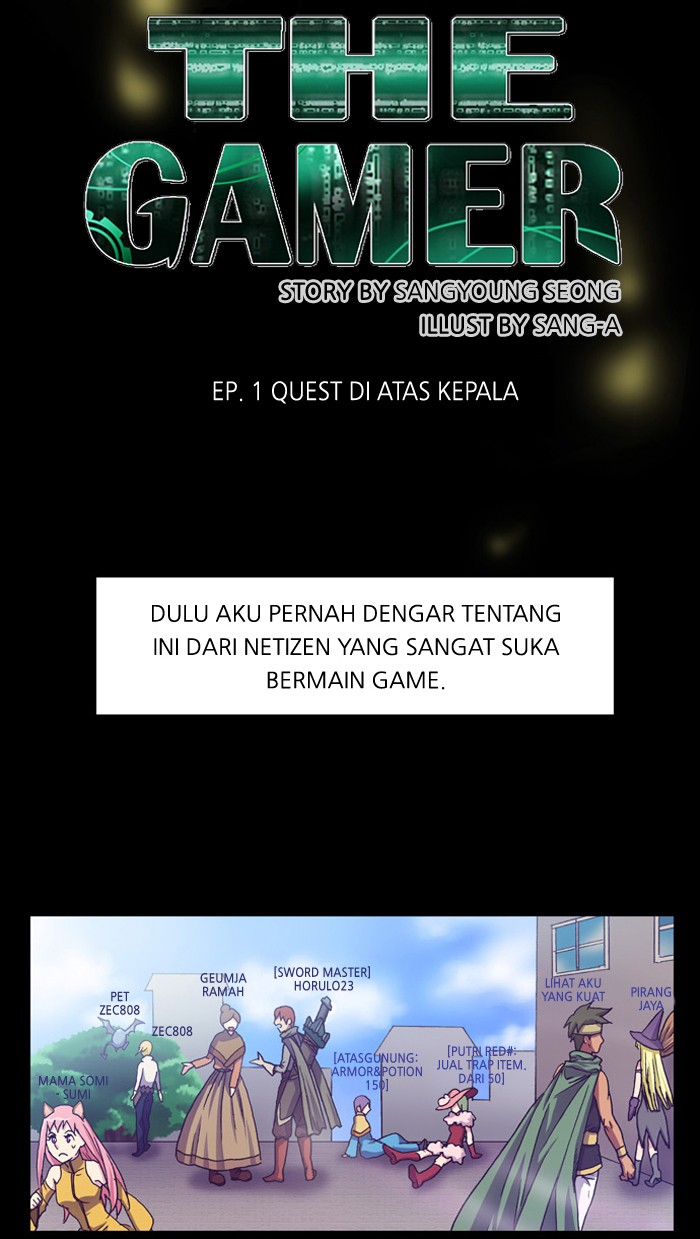 THE
GAMER
STORY BY SANGYOUNG SEONG
ILLUST BY SANG-A
EP. 1 QUEST DI ATAS KEPALA
DULU AKU PERNAH DENGAR TENTANG
INI DARI NETIZEN YANG SANGAT SUKA
BERMAIN GAME.
MAMA SOMI
- SUMI
PET
ZEC808
ZEC808
GEUMJA
RAMAH
[SWORD MASTER]
HORULO23
[ATASGUNUNG:
ARMOR&POTION
150]
[PUTRI RED#:
JUAL TRAP ITEM.
DARI 50]
LIHAT AKU
YANG KUAT
PIRANG
JAYA